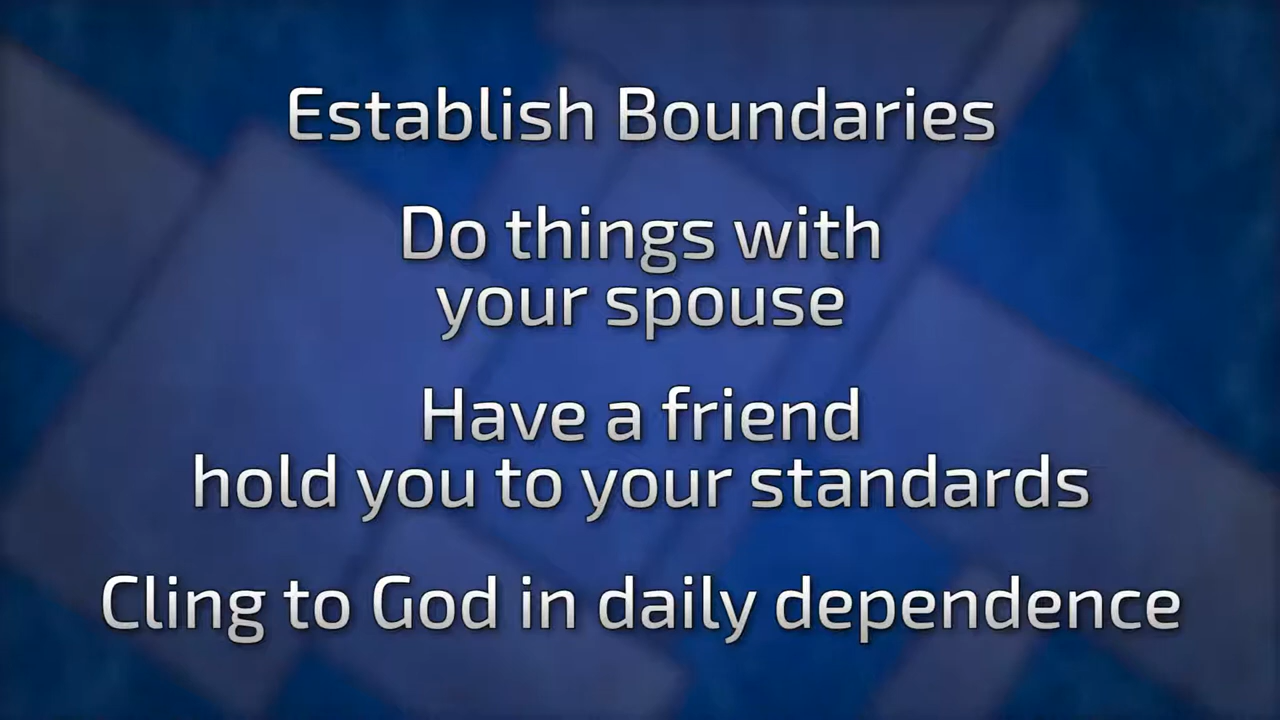 Establish Boundaries
Do things with
your spouse
Have a friend
hold you to your standards
Cling to God in daily dependence